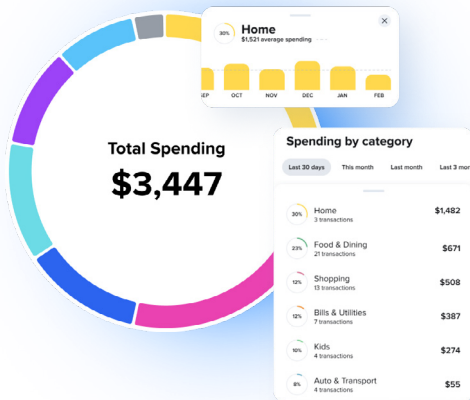 30%
Home
$1,521 average spending
SEP OCT NOV DEC JAN FEB
Total Spending
$3,447
Spending by category
Last 30 days This month Last month Last 3 mon
30% Home $1,482
3 transactions
23% Food & Dining $671
21 transactions
12% Shopping $508
13 transactions
12% Bills & Utilities $387
7 transactions
10% Kids $274
4 transactions
8% Auto & Transport $55
4 transactions